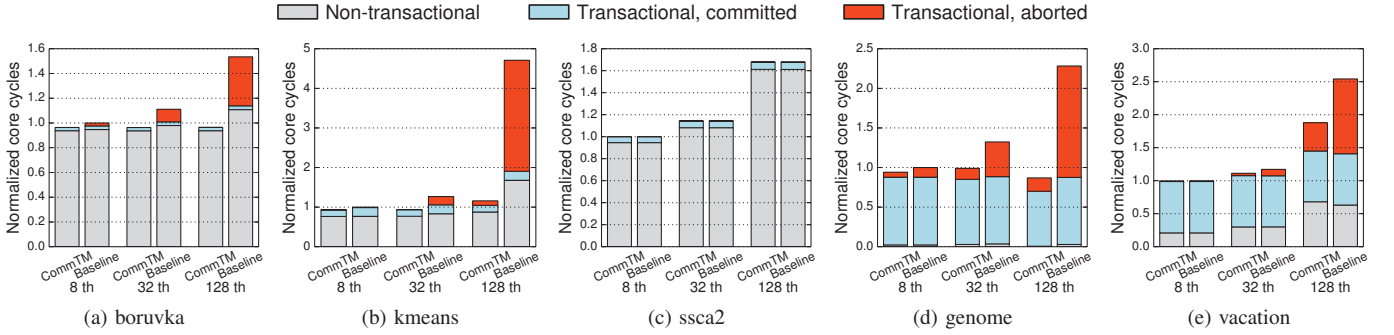 Non-transactional Transactional, committed Transactional, aborted
Normalized core cycles
1.6
1.4
1.2
1.0
0.8
0.6
0.4
0.2
0.0
CommTM Baseline CommTM Baseline CommTM Baseline
8 th 32 th 128 th
(a) boruvka
Normalized core cycles
5
4
3
2
1
0
CommTM Baseline CommTM Baseline CommTM Baseline
8 th 32 th 128 th
(b) kmeans
Normalized core cycles
1.8
1.6
1.4
1.2
1.0
0.8
0.6
0.4
0.2
0.0
CommTM Baseline CommTM Baseline CommTM Baseline
8 th 32 th 128 th
(c) ssca2
Normalized core cycles
2.5
2.0
1.5
1.0
0.5
0.0
CommTM Baseline CommTM Baseline CommTM Baseline
8 th 32 th 128 th
(d) genome
Normalized core cycles
3.0
2.5
2.0
1.5
1.0
0.5
0.0
CommTM Baseline CommTM Baseline CommTM Baseline
8 th 32 th 128 th
(e) vacation